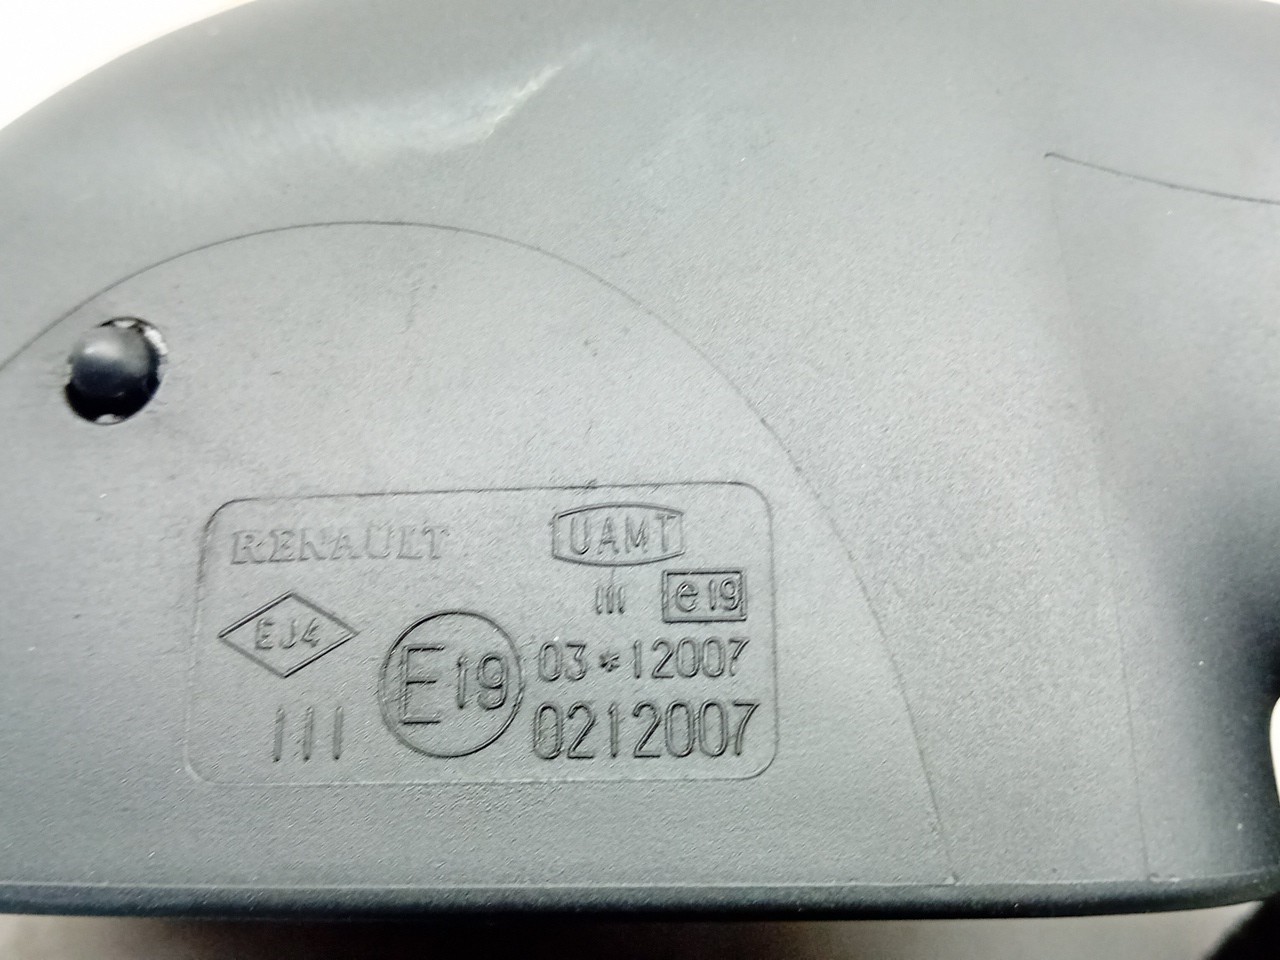 RENAULT UAMT
III e19
EJ4 E19 03*12007
III 0212007